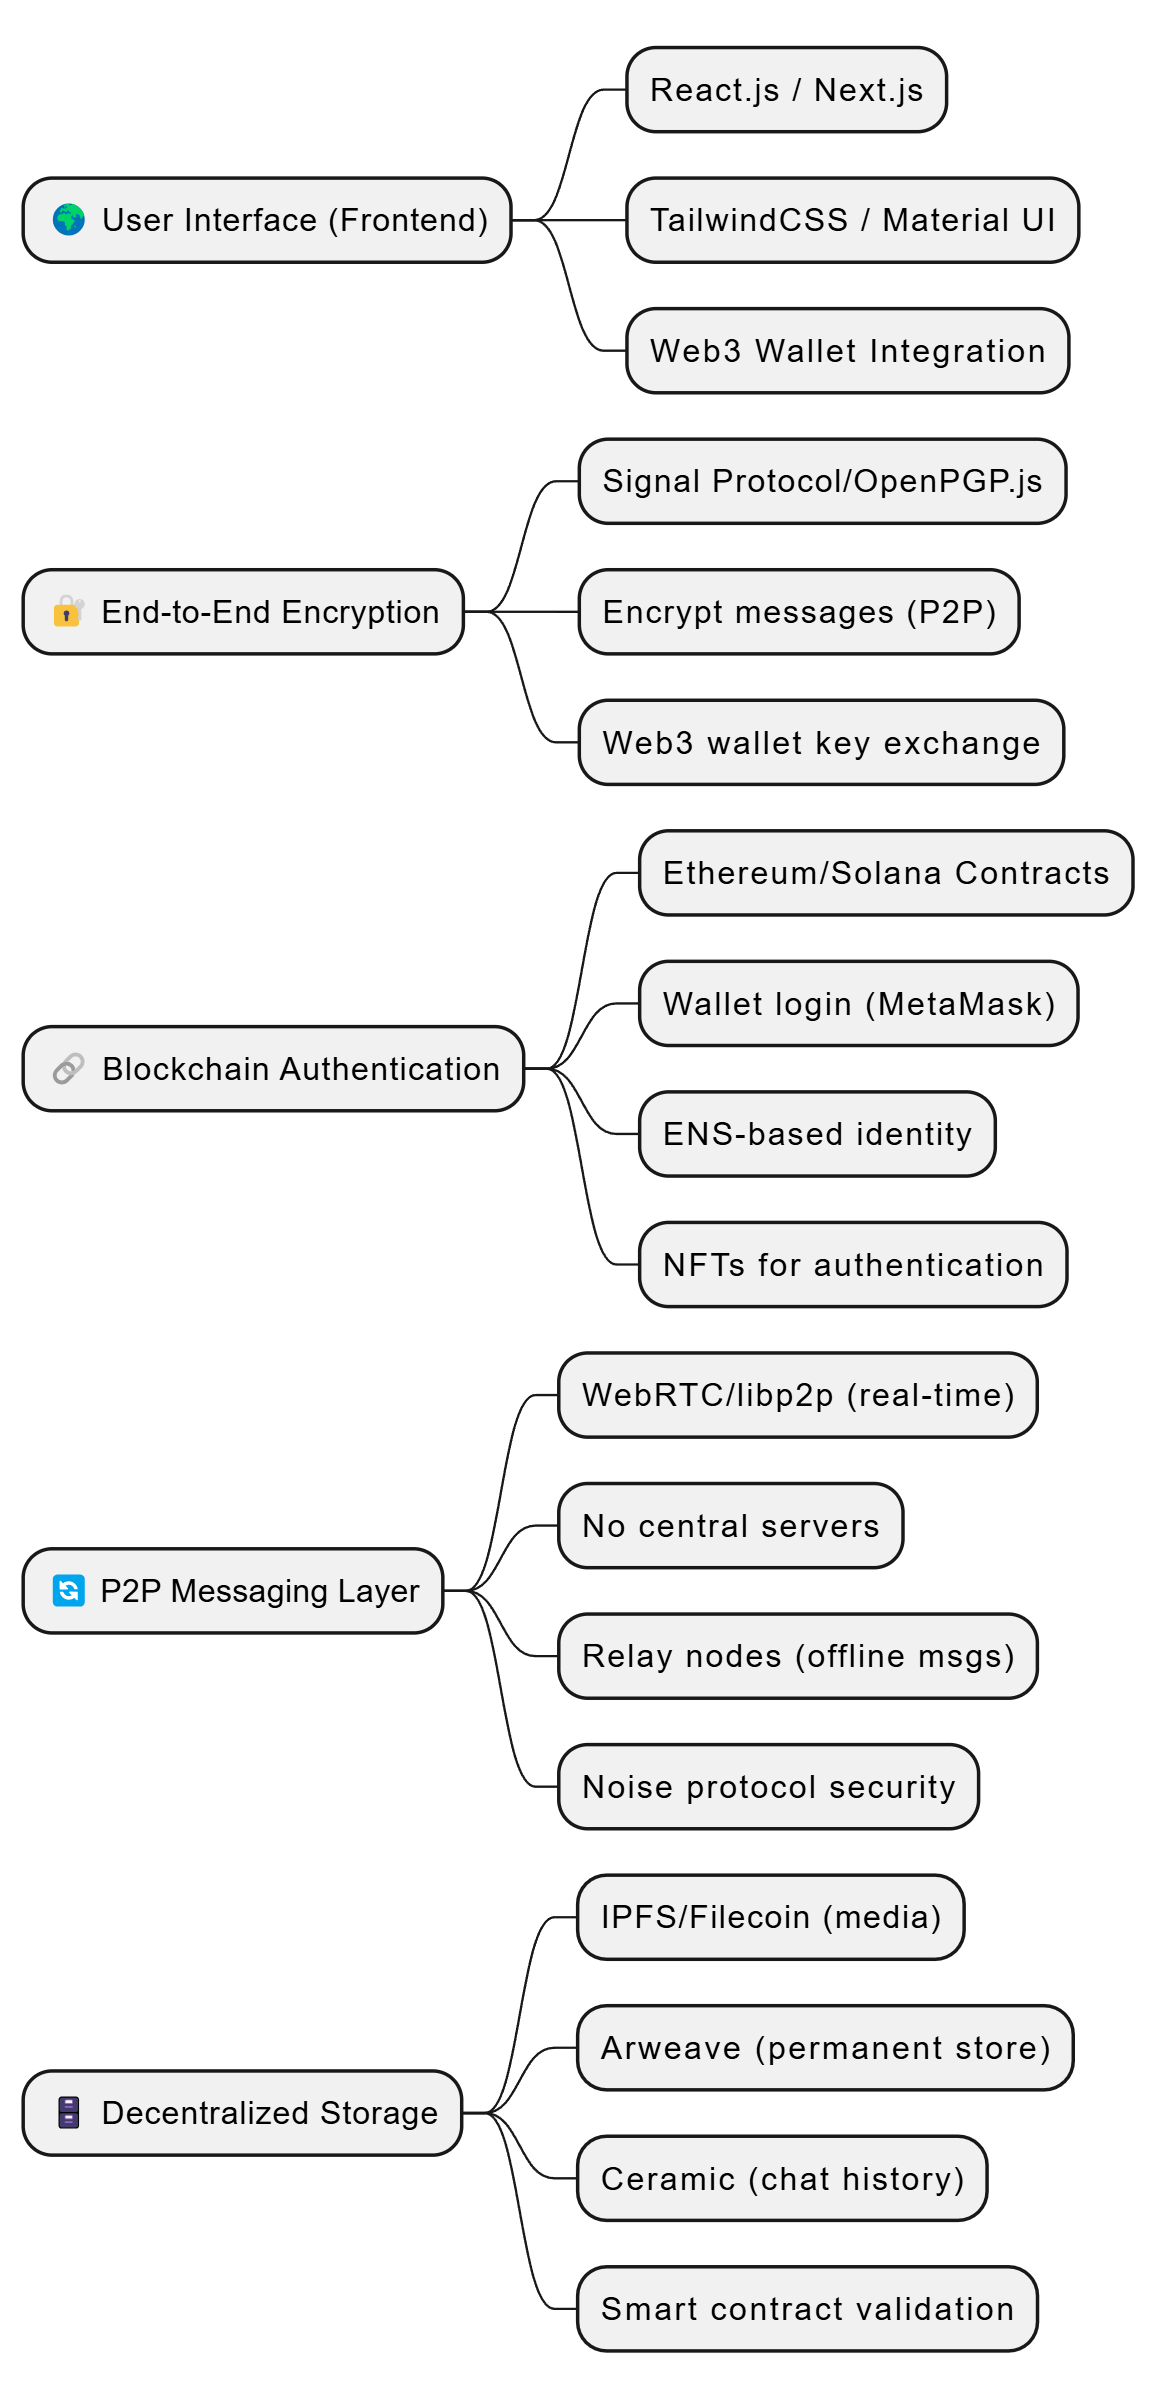 React.js / Next.js
User Interface (Frontend)
TailwindCSS / Material UI
Web3 Wallet Integration
Signal Protocol/OpenPGP.js
End-to-End Encryption
Encrypt messages (P2P)
Web3 wallet key exchange
Ethereum/Solana Contracts
Wallet login (MetaMask)
Blockchain Authentication
ENS-based identity
NFTs for authentication
WebRTC/libp2p (real-time)
No central servers
P2P Messaging Layer
Relay nodes (offline msgs)
Noise protocol security
IPFS/Filecoin (media)
Arweave (permanent store)
Decentralized Storage
Ceramic (chat history)
Smart contract validation